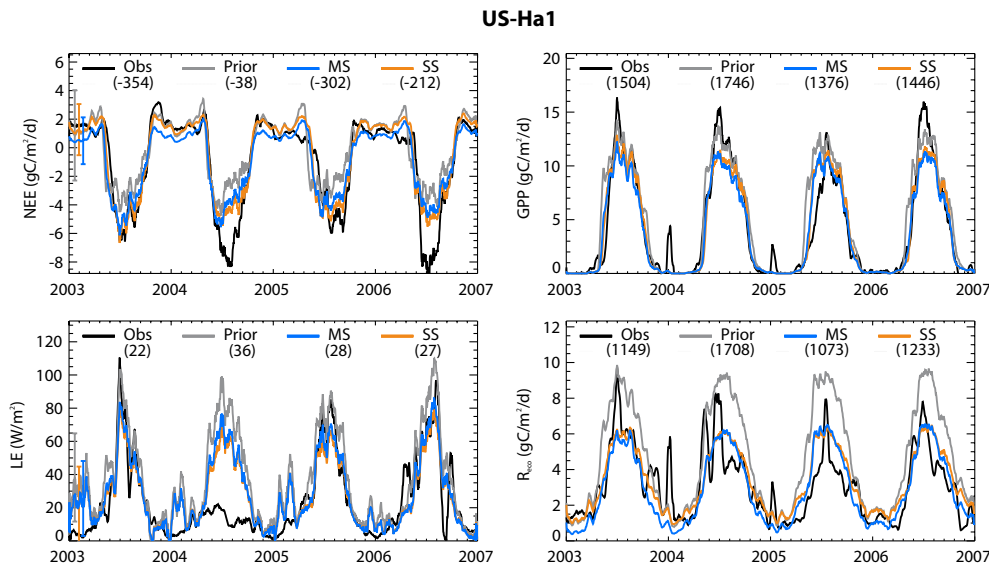 US-Ha1
Obs Prior MS SS
(-354) (-38) (-302) (-212)
NEE (gC/m²/d)
6
4
2
0
-2
-4
-6
-8
2003 2004 2005 2006 2007
Obs Prior MS SS
(1504) (1746) (1376) (1446)
GPP (gC/m²/d)
20
15
10
5
0
2003 2004 2005 2006 2007
Obs Prior MS SS
(22) (36) (28) (27)
LE (W/m²)
100
80
60
40
20
0
2003 2004 2005 2006 2007
Obs Prior MS SS
(1149) (1708) (1073) (1233)
Reco (gC/m²/d)
12
10
8
6
4
2
0
2003 2004 2005 2006 2007